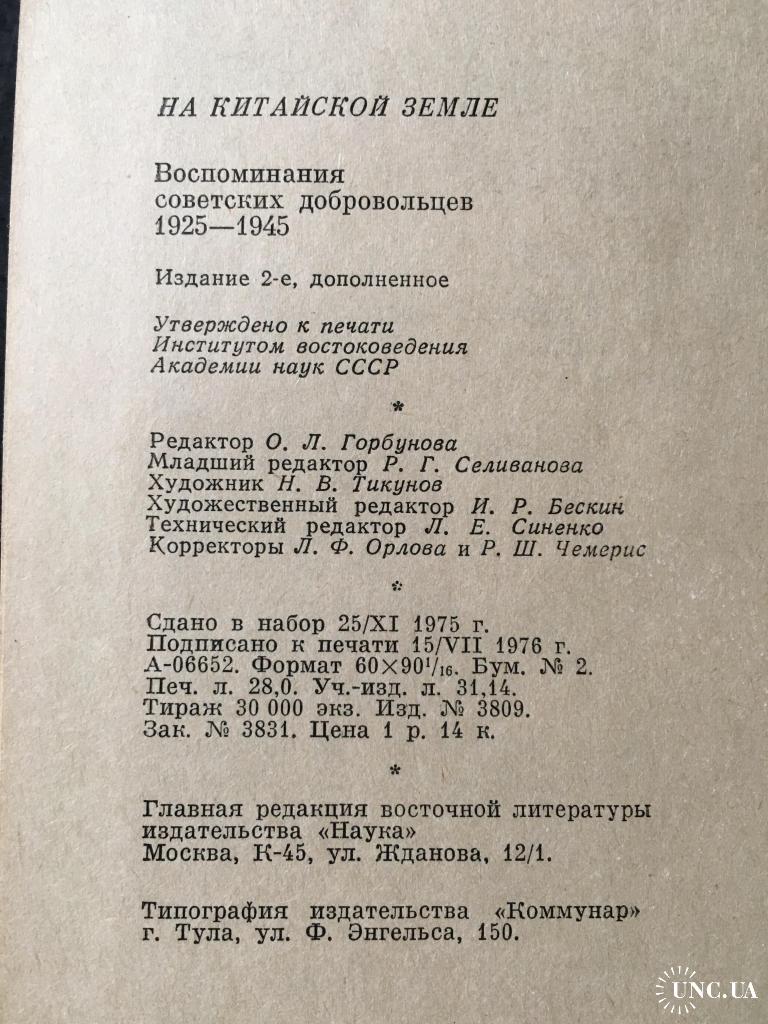 НА КИТАЙСКОЙ ЗЕМЛЕ
Воспоминания
советских добровольцев
1925—1945
Издание 2-е, дополненное
Утверждено к печати
Институтом востоковедения
Академии наук СССР
*
Редактор О. Л. Горбунова
Младший редактор Р. Г. Селиванова
Художник Н. В. Тикунов
Художественный редактор И. Р. Бескин
Технический редактор Л. Е. Синенко
Корректоры Л. Ф. Орлова и Р. Ш. Чемерис
*
Сдано в набор 25/XI 1975 г.
Подписано к печати 15/VII 1976 г.
А-06652. Формат 60×90¹/₁₆. Бум. № 2.
Печ. л. 28,0. Уч.-изд. л. 31,14.
Тираж 30 000 экз. Изд. № 3809.
Зак. № 3831. Цена 1 р. 14 к.
*
Главная редакция восточной литературы
издательства «Наука»
Москва, К-45, ул. Жданова, 12/1.
Типография издательства «Коммунар»
г. Тула, ул. Ф. Энгельса, 150.
UNC.UA